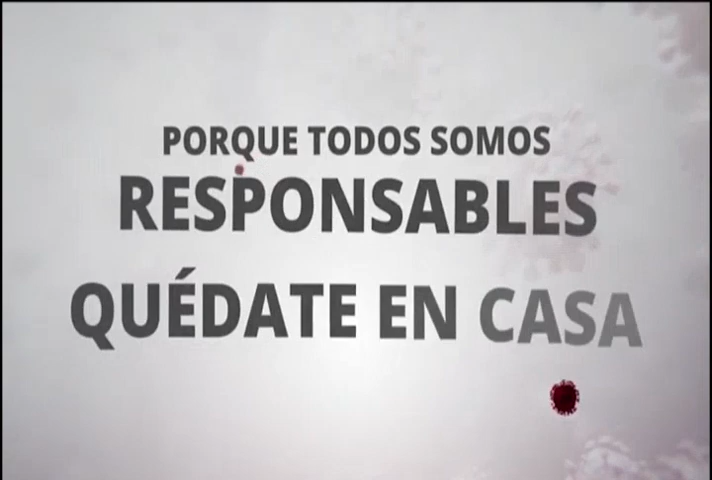 PORQUE TODOS SOMOS
RESPONSABLES
QUÉDATE EN CASA